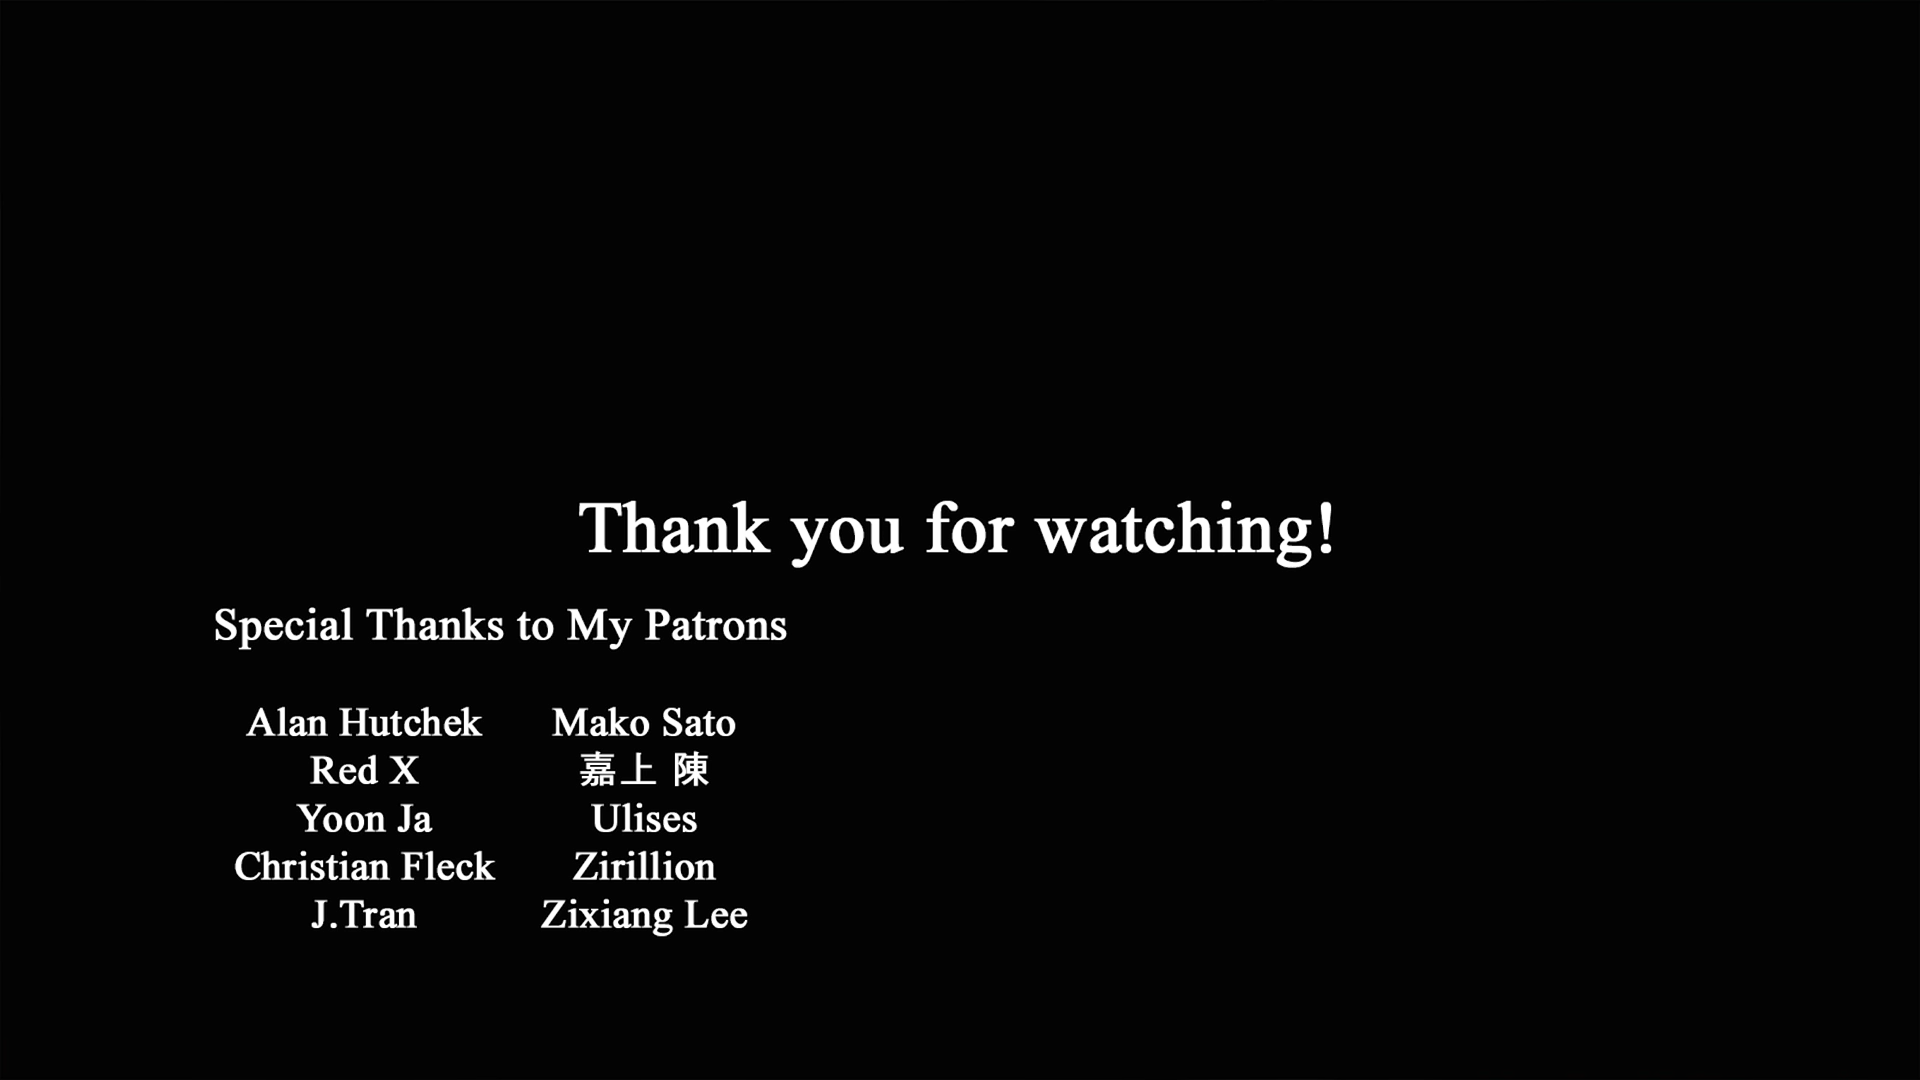 Thank you for watching!
Special Thanks to My Patrons
Alan Hutchek
Red X
Yoon Ja
Christian Fleck
J.Tran
Mako Sato
嘉上 陳
Ulises
Zirillion
Zixiang Lee